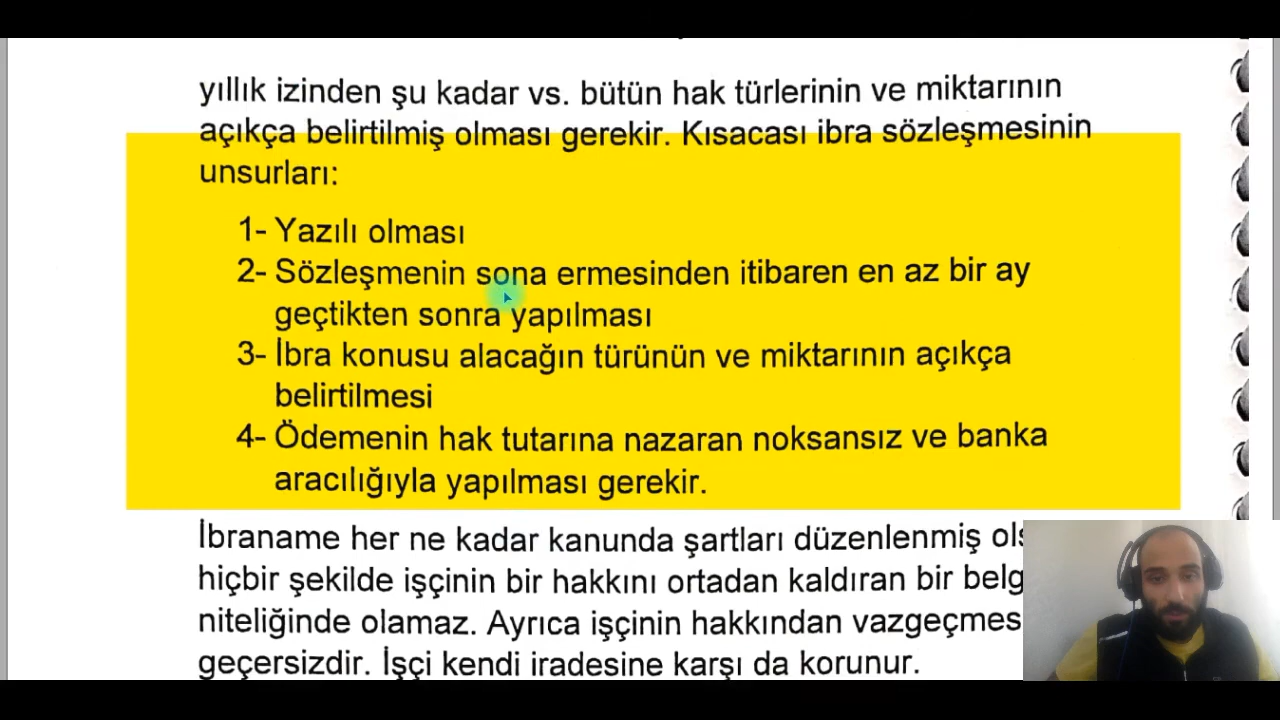 yıllık izinden şu kadar vs. bütün hak türlerinin ve miktarının
açıkça belirtilmiş olması gerekir. Kısacası ibra sözleşmesinin
unsurları:
1- Yazılı olması
2- Sözleşmenin sona ermesinden itibaren en az bir ay
geçtikten sonra yapılması
3- İbra konusu alacağın türünün ve miktarının açıkça
belirtilmesi
4- Ödemenin hak tutarına nazaran noksansız ve banka
aracılığıyla yapılması gerekir.
İbraname her ne kadar kanunda şartları düzenlenmiş ols
hiçbir şekilde işçinin bir hakkını ortadan kaldıran bir belg
niteliğinde olamaz. Ayrıca işçinin hakkından vazgeçmes
geçersizdir. İşçi kendi iradesine karşı da korunur.